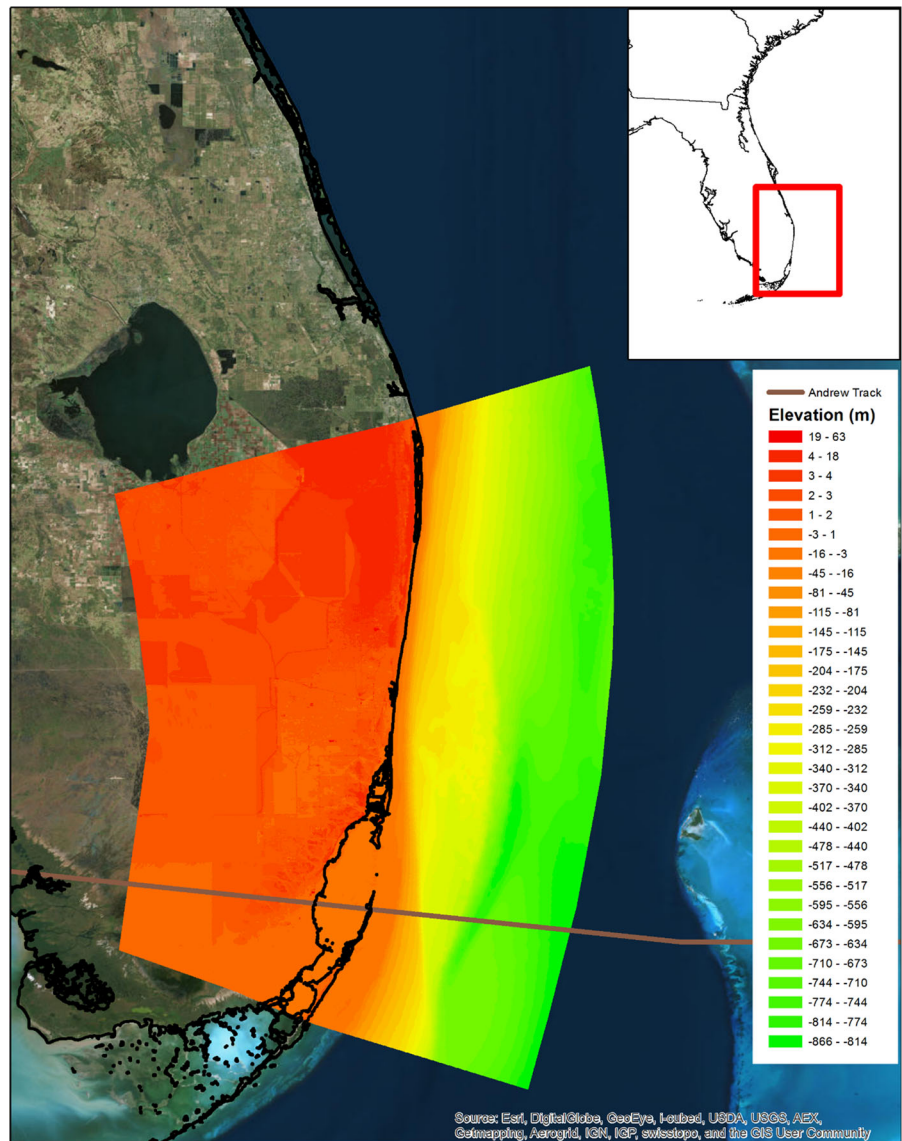 Andrew Track
Elevation (m)
19 - 63
4 - 18
3 - 4
2 - 3
1 - 2
-3 - 1
-16 - -3
-45 - -16
-81 - -45
-115 - -81
-145 - -115
-175 - -145
-204 - -175
-232 - -204
-259 - -232
-285 - -259
-312 - -285
-340 - -312
-370 - -340
-402 - -370
-440 - -402
-478 - -440
-517 - -478
-556 - -517
-595 - -556
-634 - -595
-673 - -634
-710 - -673
-744 - -710
-774 - -744
-814 - -774
-866 - -814
Source: Esri, DigitalGlobe, GeoEye, i-cubed, USDA, USGS, AEX,
Getmapping, Aerogrid, IGN, IGP, swisstopo, and the GIS User Community